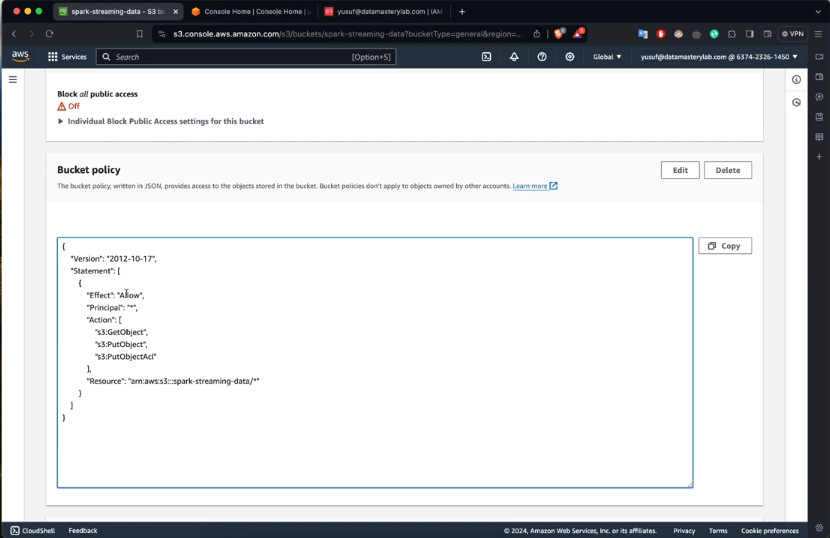 spark-streaming-data - S3 bu
Console Home | Console Home | u
yusuf@datamasterylab.com | IAM
s3.console.aws.amazon.com/s3/buckets/spark-streaming-data?bucketType=general&region=...
VPN
aws
Services
Search
[Option+S]
Global
yusuf@datamasterylab.com @ 6374-2326-1450
Block all public access
Off
Individual Block Public Access settings for this bucket
Bucket policy
Edit
Delete
The bucket policy, written in JSON, provides access to the objects stored in the bucket. Bucket policies don't apply to objects owned by other accounts. Learn more
Copy
{
"Version": "2012-10-17",
"Statement": [
{
"Effect": "Allow",
"Principal": "*",
"Action": [
"s3:GetObject",
"s3:PutObject",
"s3:PutObjectAcl"
],
"Resource": "arn:aws:s3:::spark-streaming-data/*"
}
]
}
CloudShell
Feedback
© 2024, Amazon Web Services, Inc. or its affiliates.
Privacy
Terms
Cookie preferences